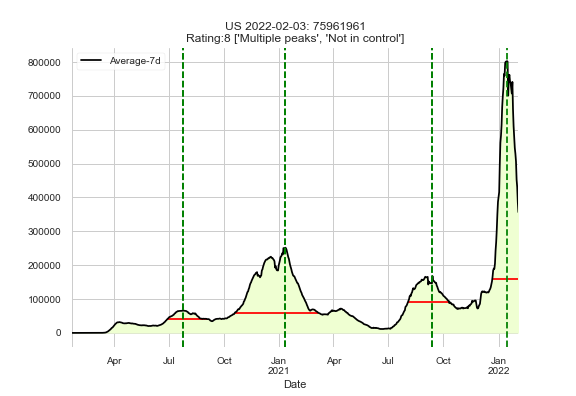 US 2022-02-03: 75961961
Rating:8 ['Multiple peaks', 'Not in control']
Average-7d
800000
700000
600000
500000
400000
300000
200000
100000
0
Apr Jul Oct Jan Apr Jul Oct Jan
2021 2022
Date